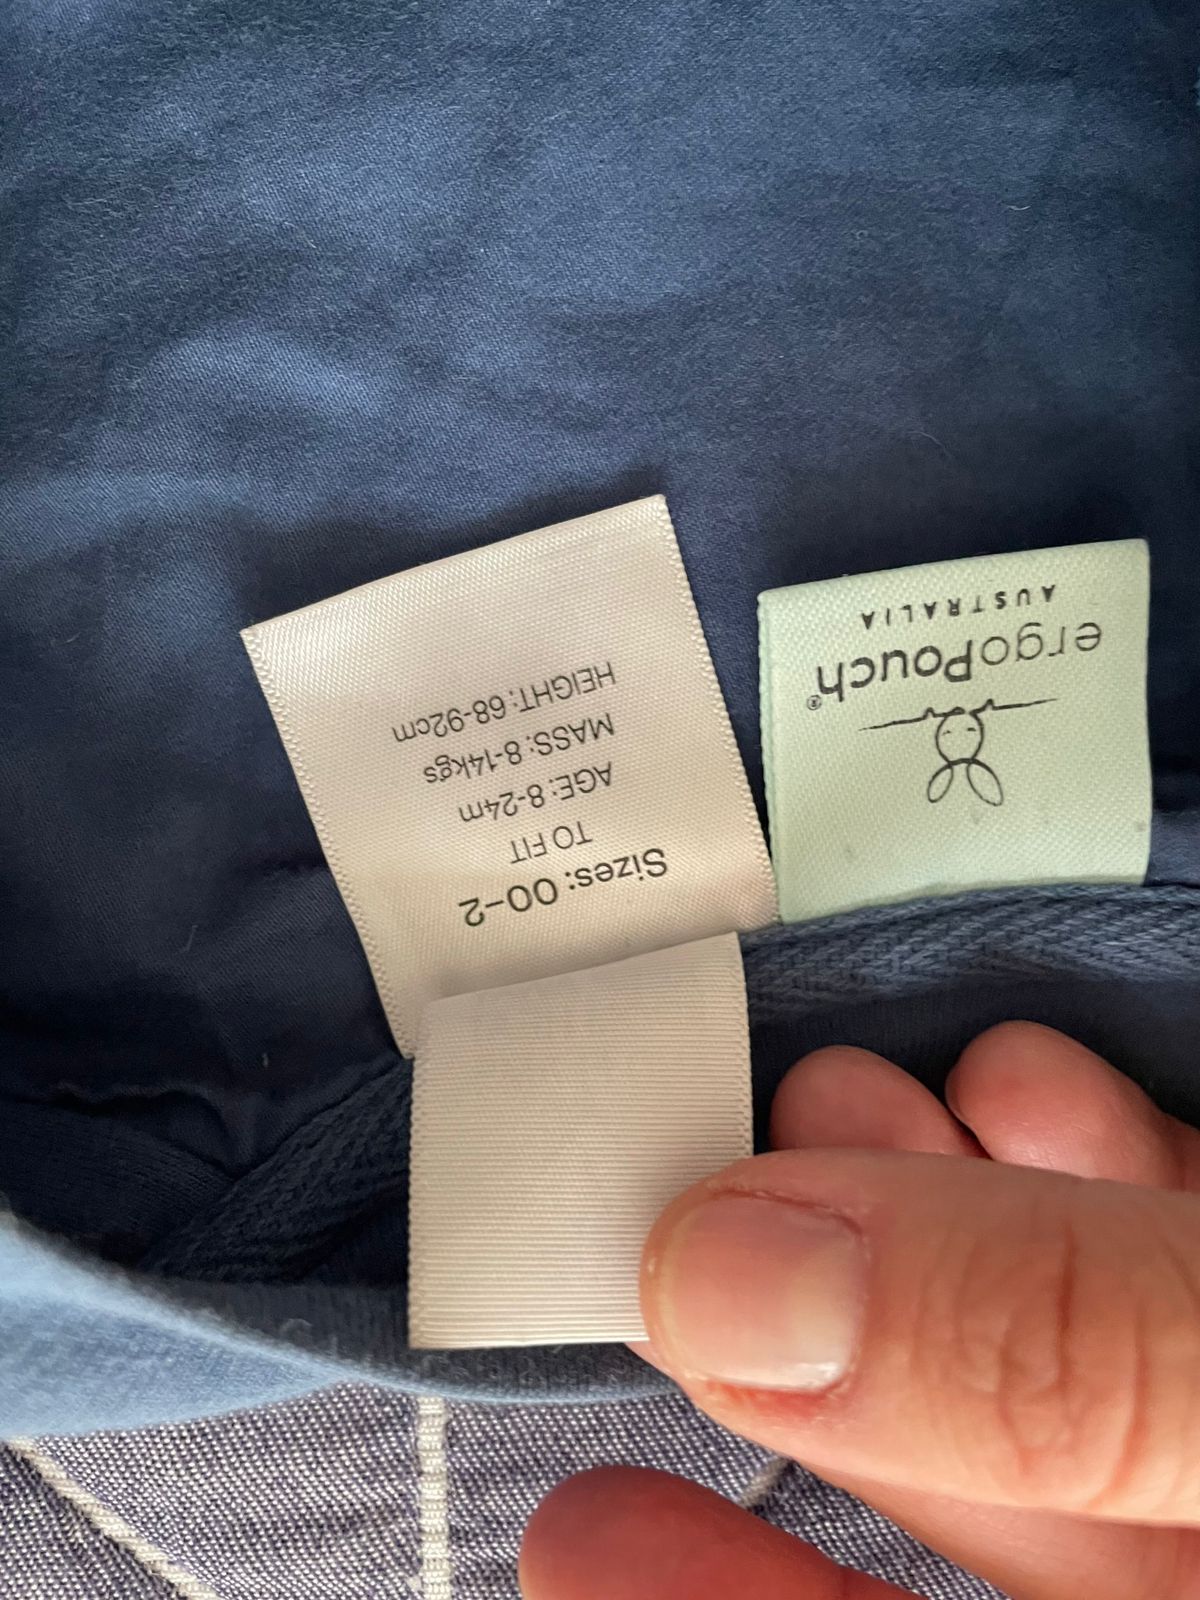 Sizes: 00-2
TO FIT
AGE: 8-24m
MASS: 8-14kgs
HEIGHT: 68-92cm
ergoPouch®
AUSTRALIA